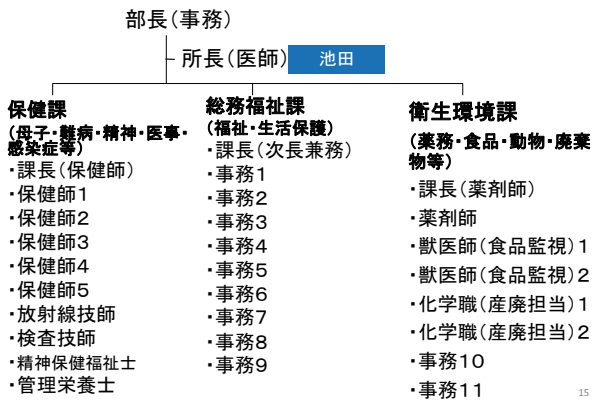 部長(事務)
所長(医師)
池田
保健課
(母子・難病・精神・医事・
感染症等)
・課長(保健師)
・保健師1
・保健師2
・保健師3
・保健師4
・保健師5
・放射線技師
・検査技師
・精神保健福祉士
・管理栄養士
総務福祉課
(福祉・生活保護)
・課長(次長兼務)
・事務1
・事務2
・事務3
・事務4
・事務5
・事務6
・事務7
・事務8
・事務9
衛生環境課
(薬務・食品・動物・廃棄
物等)
・課長(薬剤師)
・薬剤師
・獣医師(食品監視)1
・獣医師(食品監視)2
・化学職(産廃担当)1
・化学職(産廃担当)2
・事務10
・事務11
15